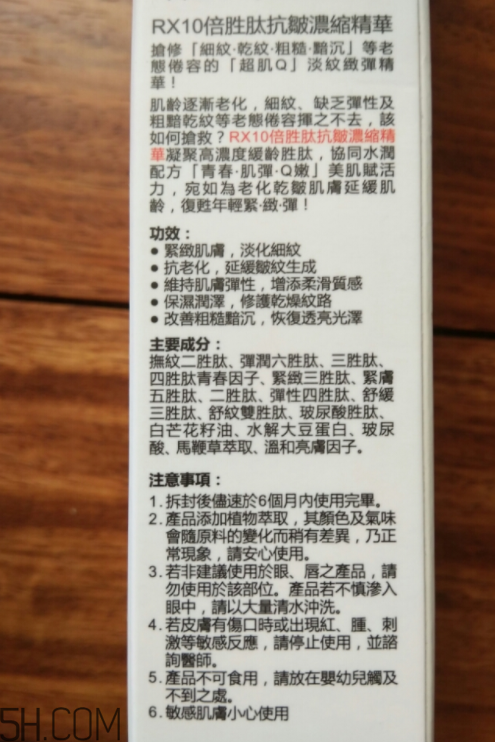 RX10倍胜肽抗皺濃縮精華
搶修「細紋·乾紋·粗糙·黯沉」等老
態倦容的「超肌Q」淡紋緻彈精
華！
肌齡逐漸老化，細紋、缺乏彈性及
粗黯乾紋等老態倦容揮之不去，該
如何搶救？RX10倍胜肽抗皺濃縮精
華凝聚高濃度緩齡胜肽，協同水潤
配方「青春·肌彈·Q嫩」美肌賦活
力，宛如為老化乾皺肌膚延緩肌
齡，復甦年輕緊·緻·彈！
功效：
● 緊緻肌膚，淡化細紋
● 抗老化，延緩皺紋生成
● 維持肌膚彈性，增添柔滑質感
● 保濕潤澤，修護乾燥紋路
● 改善粗糙黯沉，恢復透亮光澤
主要成分：
撫紋二胜肽、彈潤六胜肽、三胜肽、
四胜肽青春因子、緊緻三胜肽、緊膚
五胜肽、二胜肽、彈性四胜肽、舒緩
三胜肽、舒紋雙胜肽、玻尿酸胜肽、
白芒花籽油、水解大豆蛋白、玻尿
酸、馬鞭草萃取、溫和亮膚因子。
注意事項：
1. 拆封後儘速於6個月內使用完畢。
2. 產品添加植物萃取，其顏色及氣味
會隨原料的變化而稍有差異，乃正
常現象，請安心使用。
3. 若非建議使用於眼、唇之產品，請
勿使用於該部位。產品若不慎滲入
眼中，請以大量清水沖洗。
4. 若皮膚有傷口時或出現紅、腫、刺
激等敏感反應，請停止使用，並諮
詢醫師。
5. 產品不可食用，請放在嬰幼兒觸及
不到之處。
6. 敏感肌膚小心使用
5H.COM